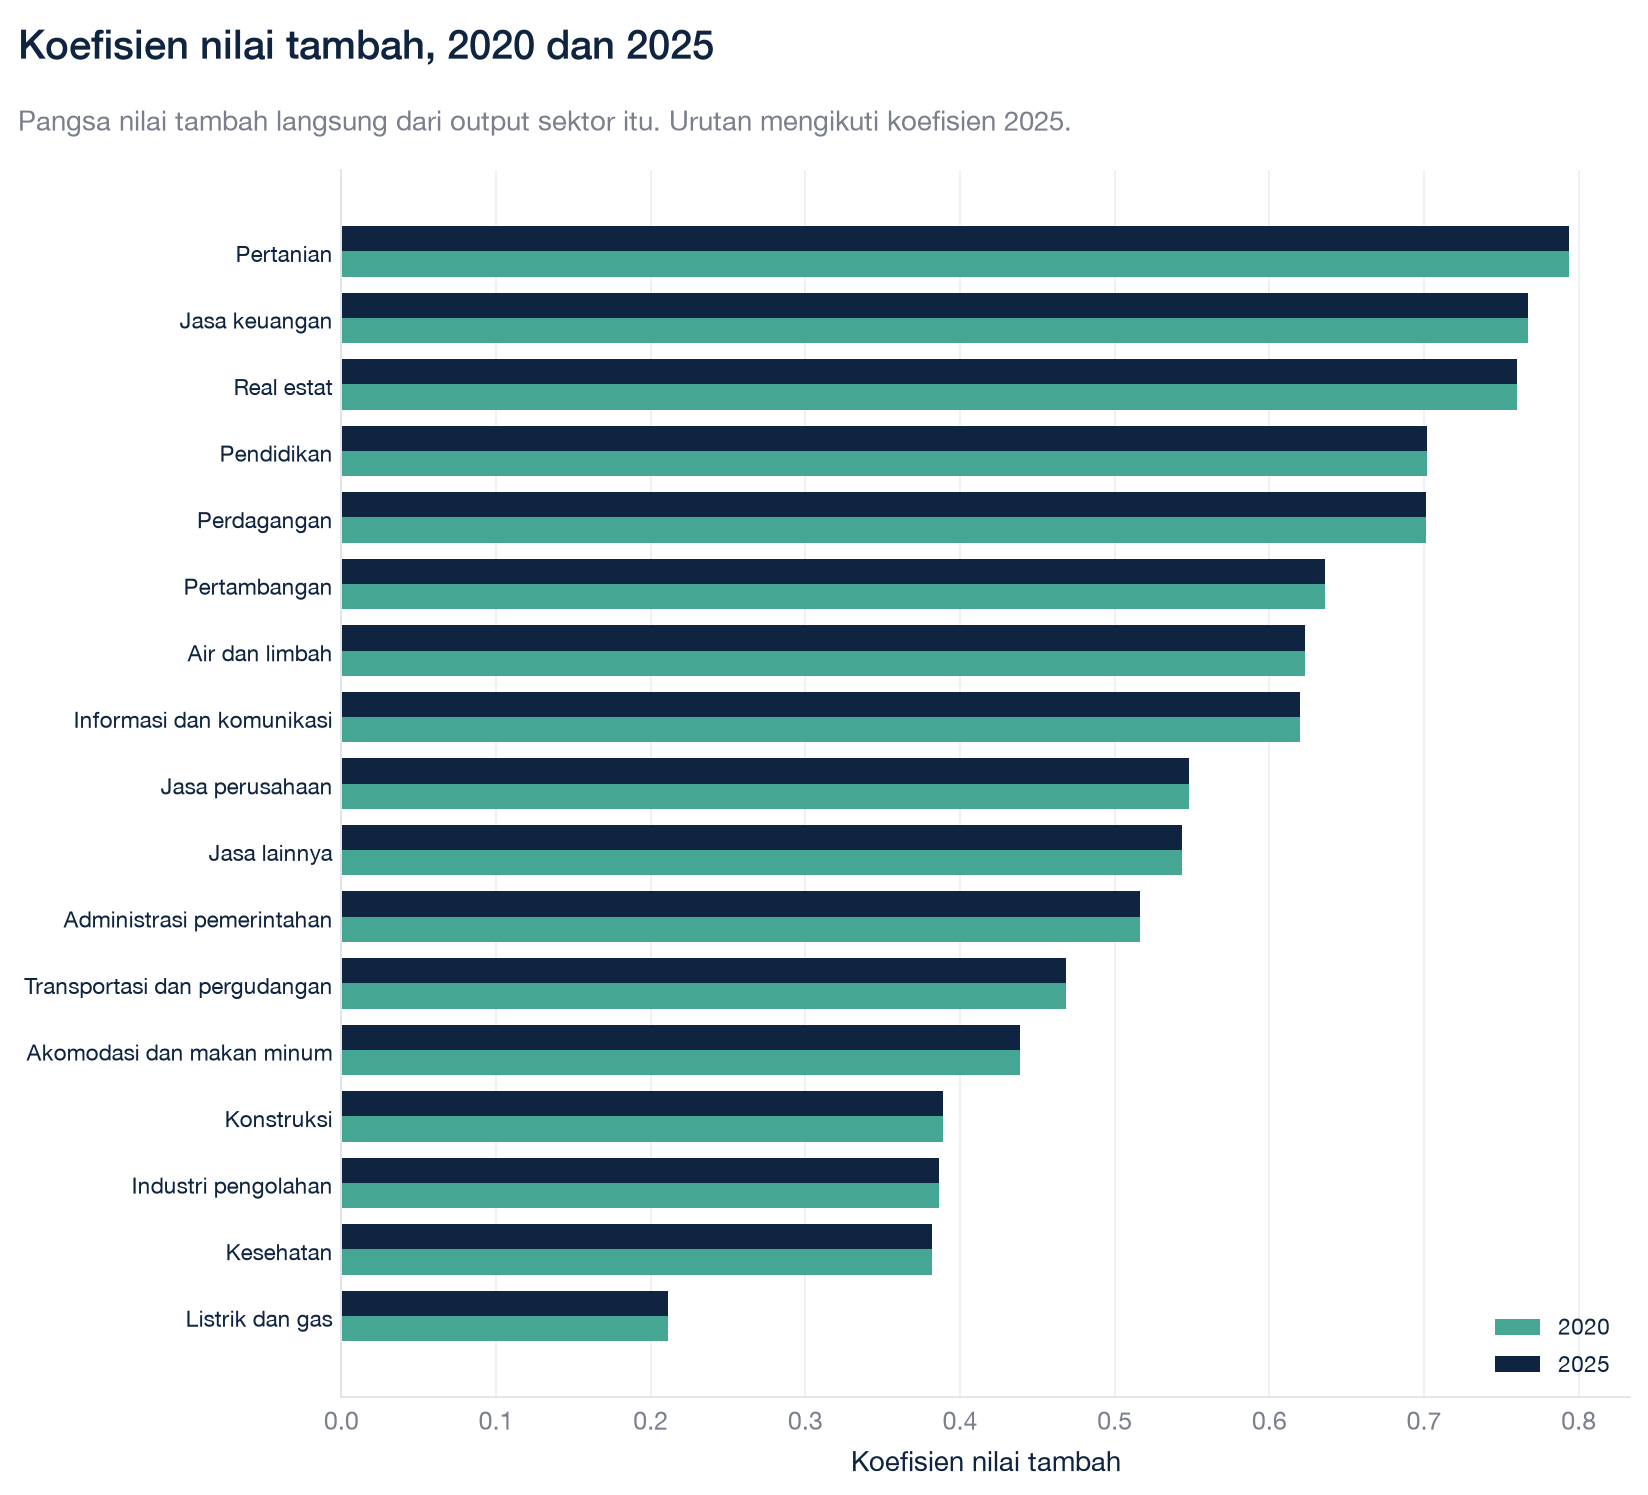 Koefisien nilai tambah, 2020 dan 2025
Pangsa nilai tambah langsung dari output sektor itu. Urutan mengikuti koefisien 2025.
Pertanian
Jasa keuangan
Real estat
Pendidikan
Perdagangan
Pertambangan
Air dan limbah
Informasi dan komunikasi
Jasa perusahaan
Jasa lainnya
Administrasi pemerintahan
Transportasi dan pergudangan
Akomodasi dan makan minum
Konstruksi
Industri pengolahan
Kesehatan
Listrik dan gas
2020
2025
0.0 0.1 0.2 0.3 0.4 0.5 0.6 0.7 0.8
Koefisien nilai tambah